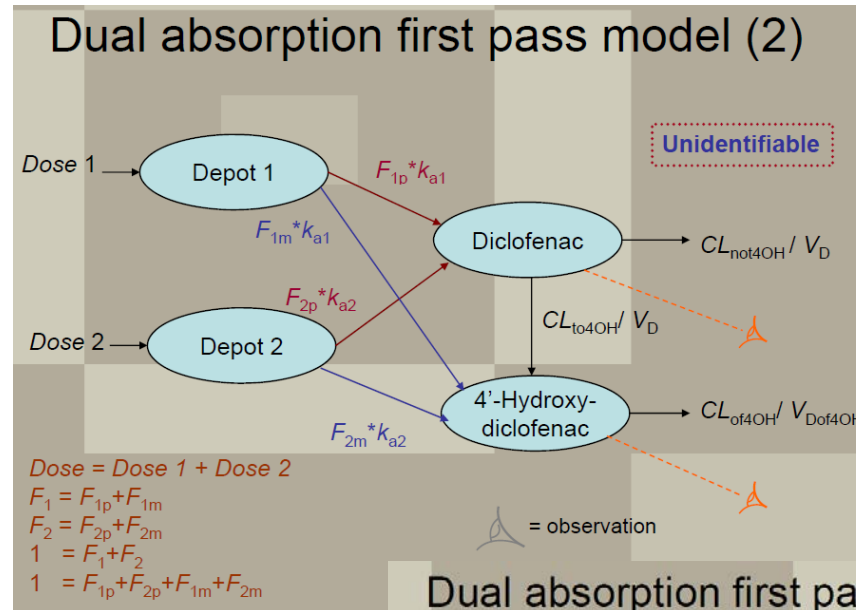 Dual absorption first pass model (2)
Unidentifiable
Dose 1
Depot 1
F1p*ka1
F1m*ka1
Diclofenac
CLnot4OH / VD
F2p*ka2
CLto4OH / VD
Dose 2
Depot 2
4'-Hydroxy-
diclofenac
CLof4OH / VDof4OH
F2m*ka2
Dose = Dose 1 + Dose 2
F1 = F1p+F1m
F2 = F2p+F2m
1 = F1+F2
1 = F1p+F2p+F1m+F2m
= observation
Dual absorption first pa